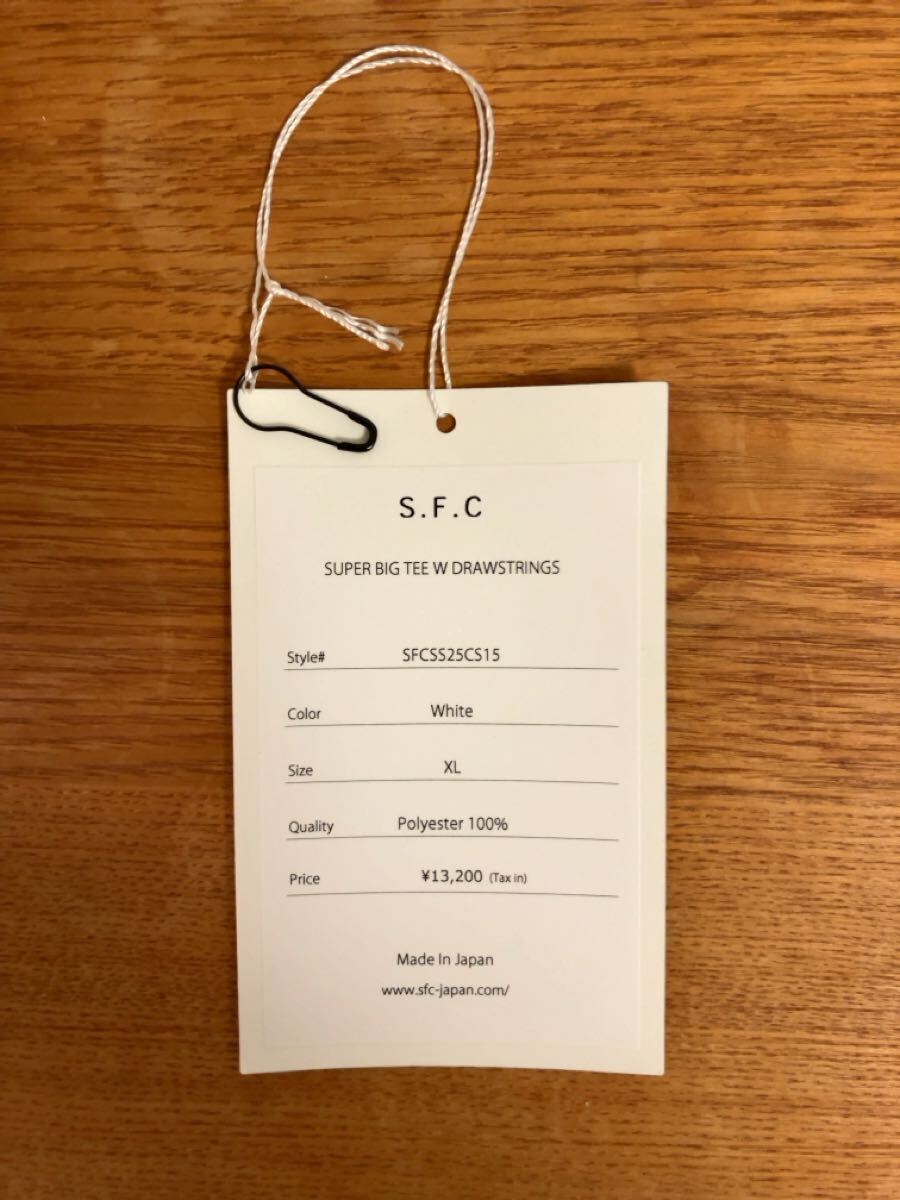 S.F.C
SUPER BIG TEE W DRAWSTRINGS
Style# SFCSS25CS15
Color White
Size XL
Quality Polyester 100%
Price ¥13,200 (Tax in)
Made In Japan
www.sfc-japan.com/